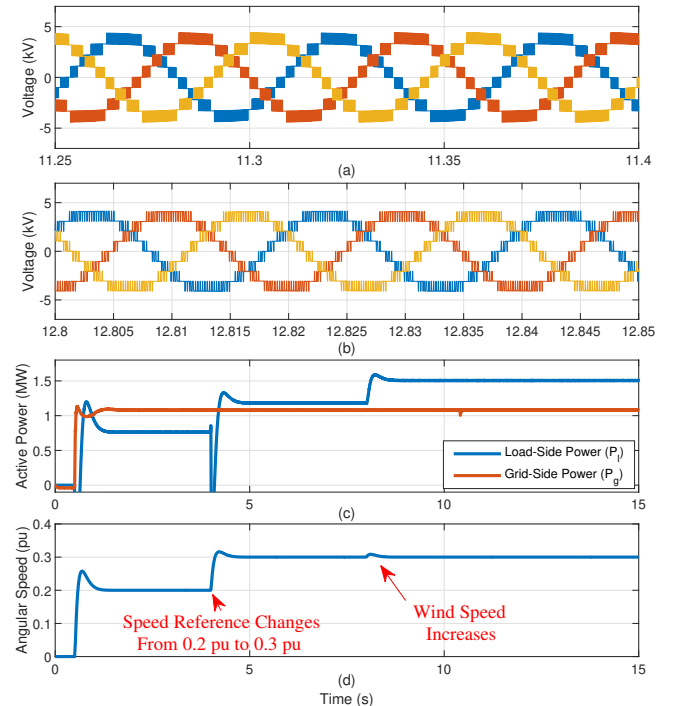 5
0
-5
Voltage (kV)
11.25
11.3
11.35
11.4
(a)
5
0
-5
Voltage (kV)
12.8
12.805
12.81
12.815
12.82
12.825
12.83
12.835
12.84
12.845
12.85
(b)
1.5
1
0.5
0
Active Power (MW)
Load-Side Power (P_l)
Grid-Side Power (P_g)
0
5
10
15
(c)
0.4
0.3
0.2
0.1
0
Angular Speed (pu)
Speed Reference Changes
From 0.2 pu to 0.3 pu
Wind Speed
Increases
0
5
10
15
(d)
Time (s)